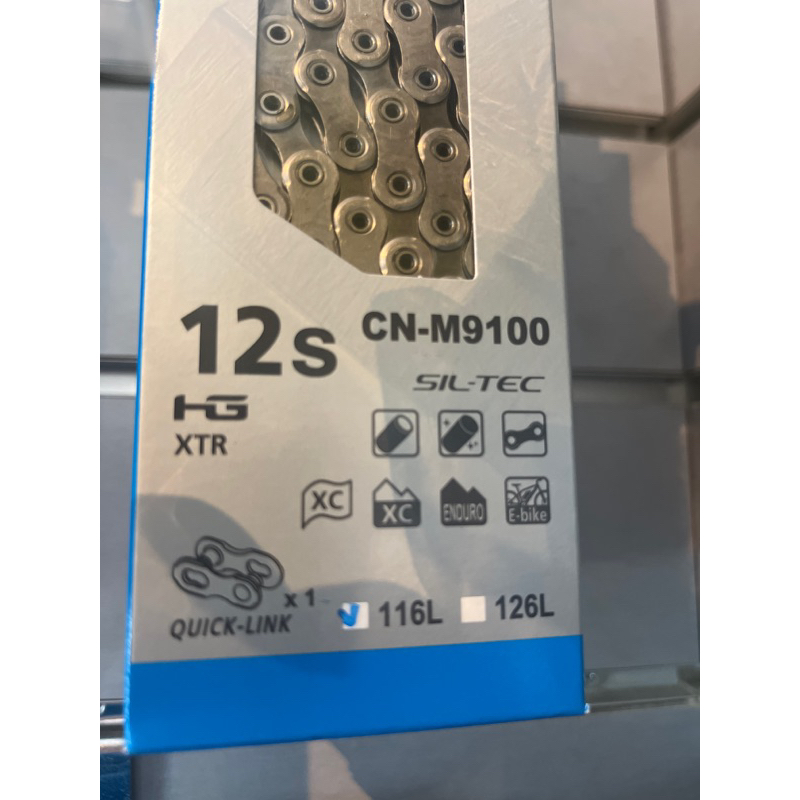 12s
CN-M9100
SIL-TEC
HG
XTR
XC
XC
ENDURO
E-bike
x 1
QUICK-LINK
116L
126L